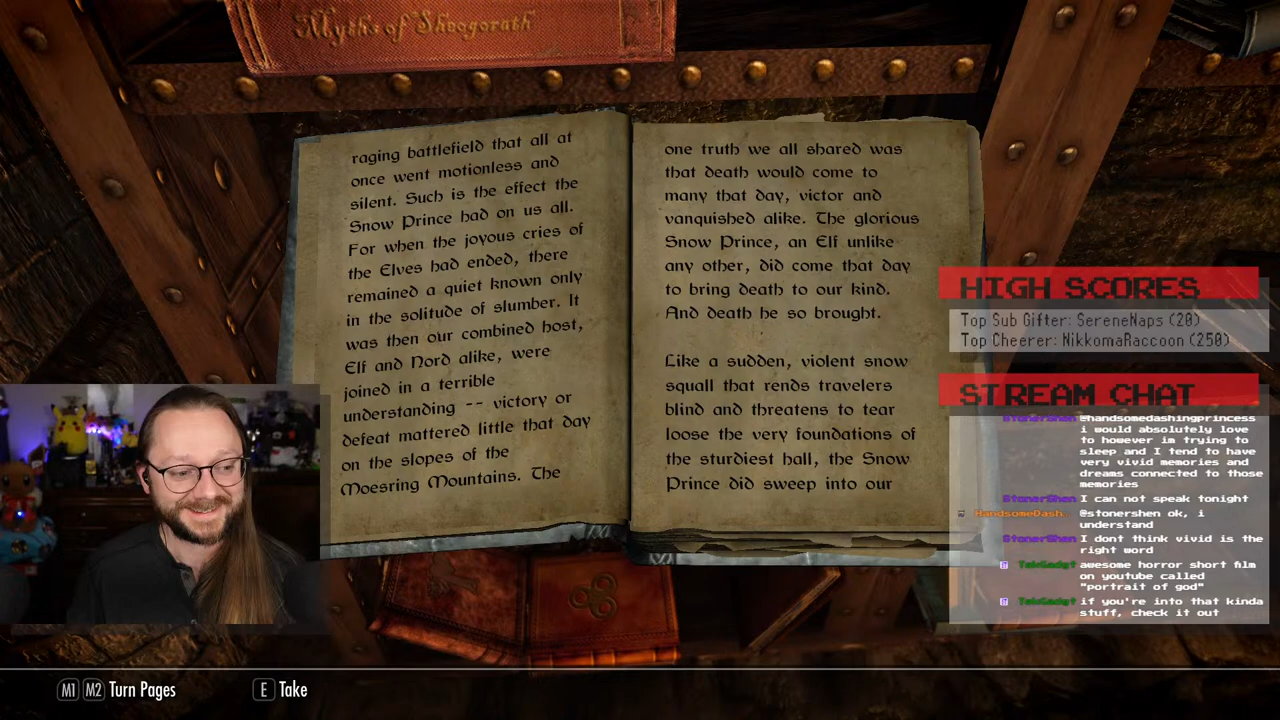 Myths of Sheogorath
raging battlefield that all at
once went motionless and
silent. Such is the effect the
Snow Prince had on us all.
For when the joyous cries of
the Elves had ended, there
remained a quiet known only
in the solitude of slumber. It
was then our combined host,
Elf and Nord alike, were
joined in a terrible
understanding -- victory or
defeat mattered little that day
on the slopes of the
Moesring Mountains. The
one truth we all shared was
that death would come to
many that day, victor and
vanquished alike. The glorious
Snow Prince, an Elf unlike
any other, did come that day
to bring death to our kind.
And death he so brought.
Like a sudden, violent snow
squall that rends travelers
blind and threatens to tear
loose the very foundations of
the sturdiest hall, the Snow
Prince did sweep into our
HIGH SCORES
Top Sub Gifter: SereneNaps (20)
Top Cheerer: NikkomaRaccoon (250)
STREAM CHAT
StonerShen @handsomedashingprincess
i would absolutely love
to however im trying to
sleep and I tend to have
very vivid memories and
dreams connected to those
memories
StonerShen I can not speak tonight
HandsomeDash @stonershen ok, i
understand
StonerShen I dont think vivid is the
right word
TekGadgt awesome horror short film
on youtube called
"portrait of god"
TekGadgt if you're into that kinda
stuff, check it out
M1 M2 Turn Pages
E Take